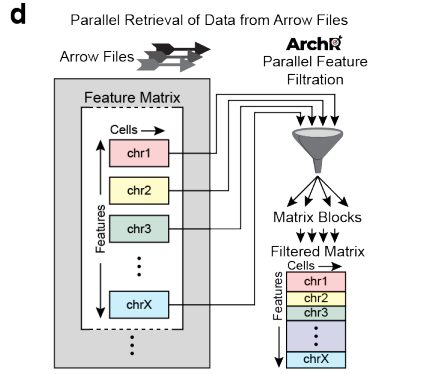 d
Parallel Retrieval of Data from Arrow Files
Arrow Files
ArchR
Parallel Feature
Filtration
Feature Matrix
Cells
Features
chr1
chr2
chr3
chrX
Matrix Blocks
Filtered Matrix
Cells
Features
chr1
chr2
chr3
chrX